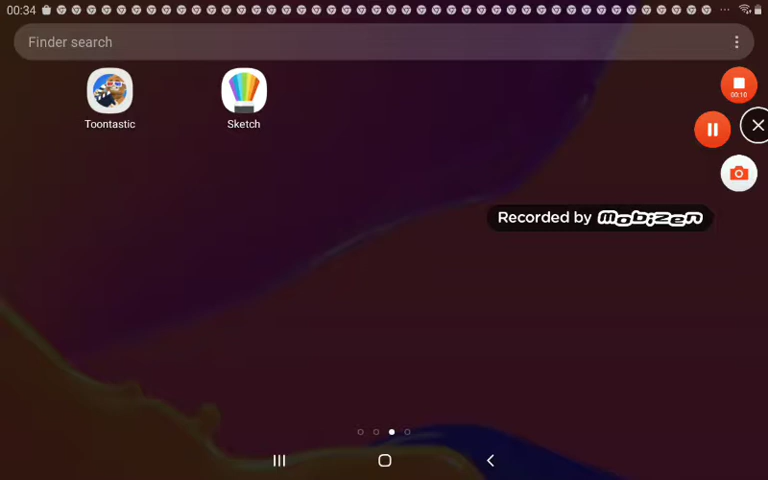 00:34
Finder search
Toontastic
Sketch
00:10
Recorded by Mobizen